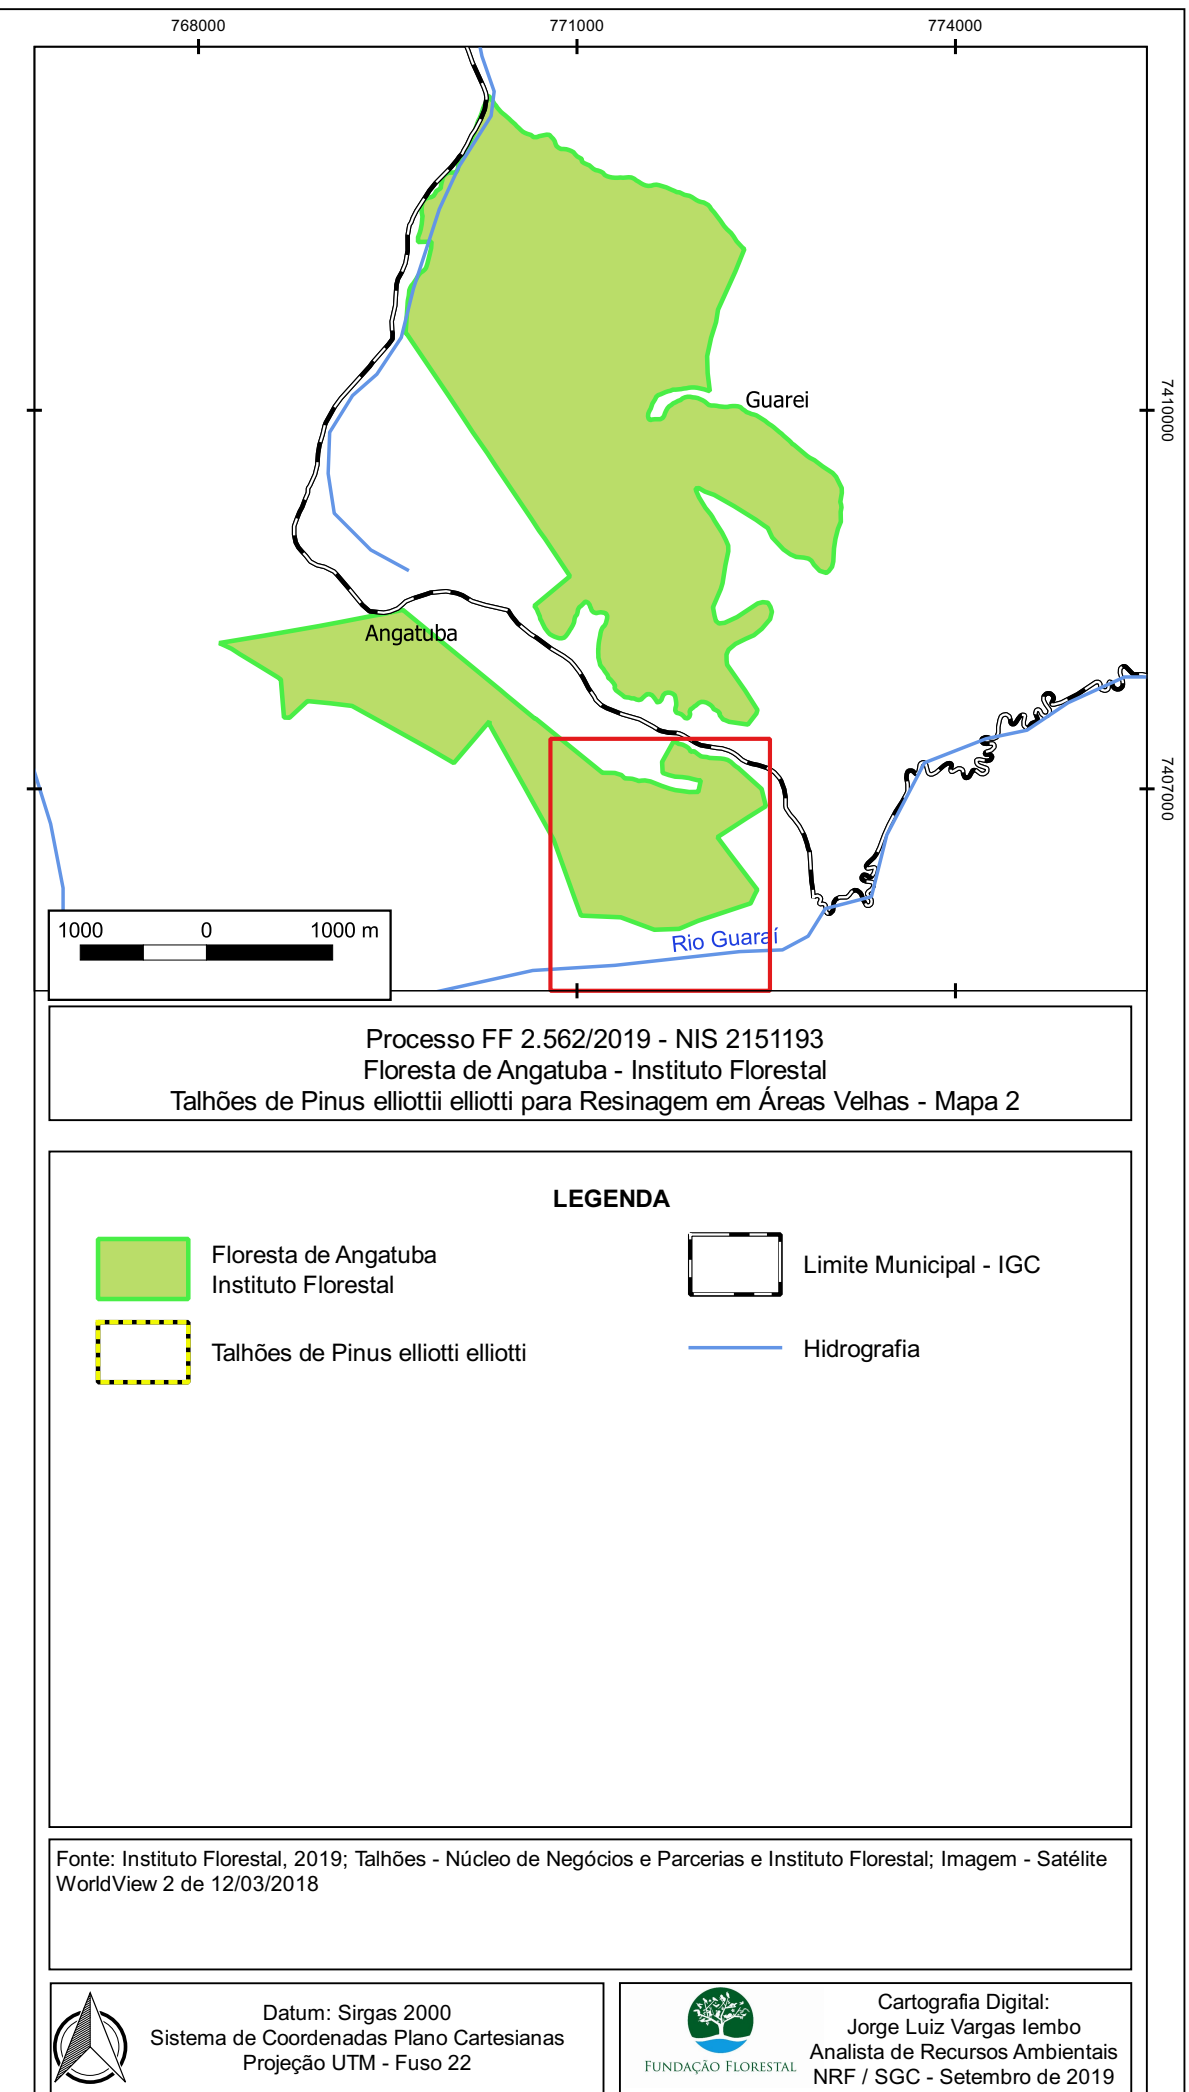 768000 771000 774000
Guarei
7410000
Angatuba
7407000
1000 0 1000 m
Rio Guaraí
Processo FF 2.562/2019 - NIS 2151193
Floresta de Angatuba - Instituto Florestal
Talhões de Pinus elliottii elliotti para Resinagem em Áreas Velhas - Mapa 2
LEGENDA
Floresta de Angatuba
Instituto Florestal
Limite Municipal - IGC
Talhões de Pinus elliotti elliotti
Hidrografia
Fonte: Instituto Florestal, 2019; Talhões - Núcleo de Negócios e Parcerias e Instituto Florestal; Imagem - Satélite
WorldView 2 de 12/03/2018
Datum: Sirgas 2000
Sistema de Coordenadas Plano Cartesianas
Projeção UTM - Fuso 22
FUNDAÇÃO FLORESTAL
Cartografia Digital:
Jorge Luiz Vargas Iembo
Analista de Recursos Ambientais
NRF / SGC - Setembro de 2019